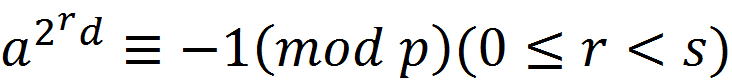 a^{2^r d} ≡ −1(mod p)(0 ≤ r < s)